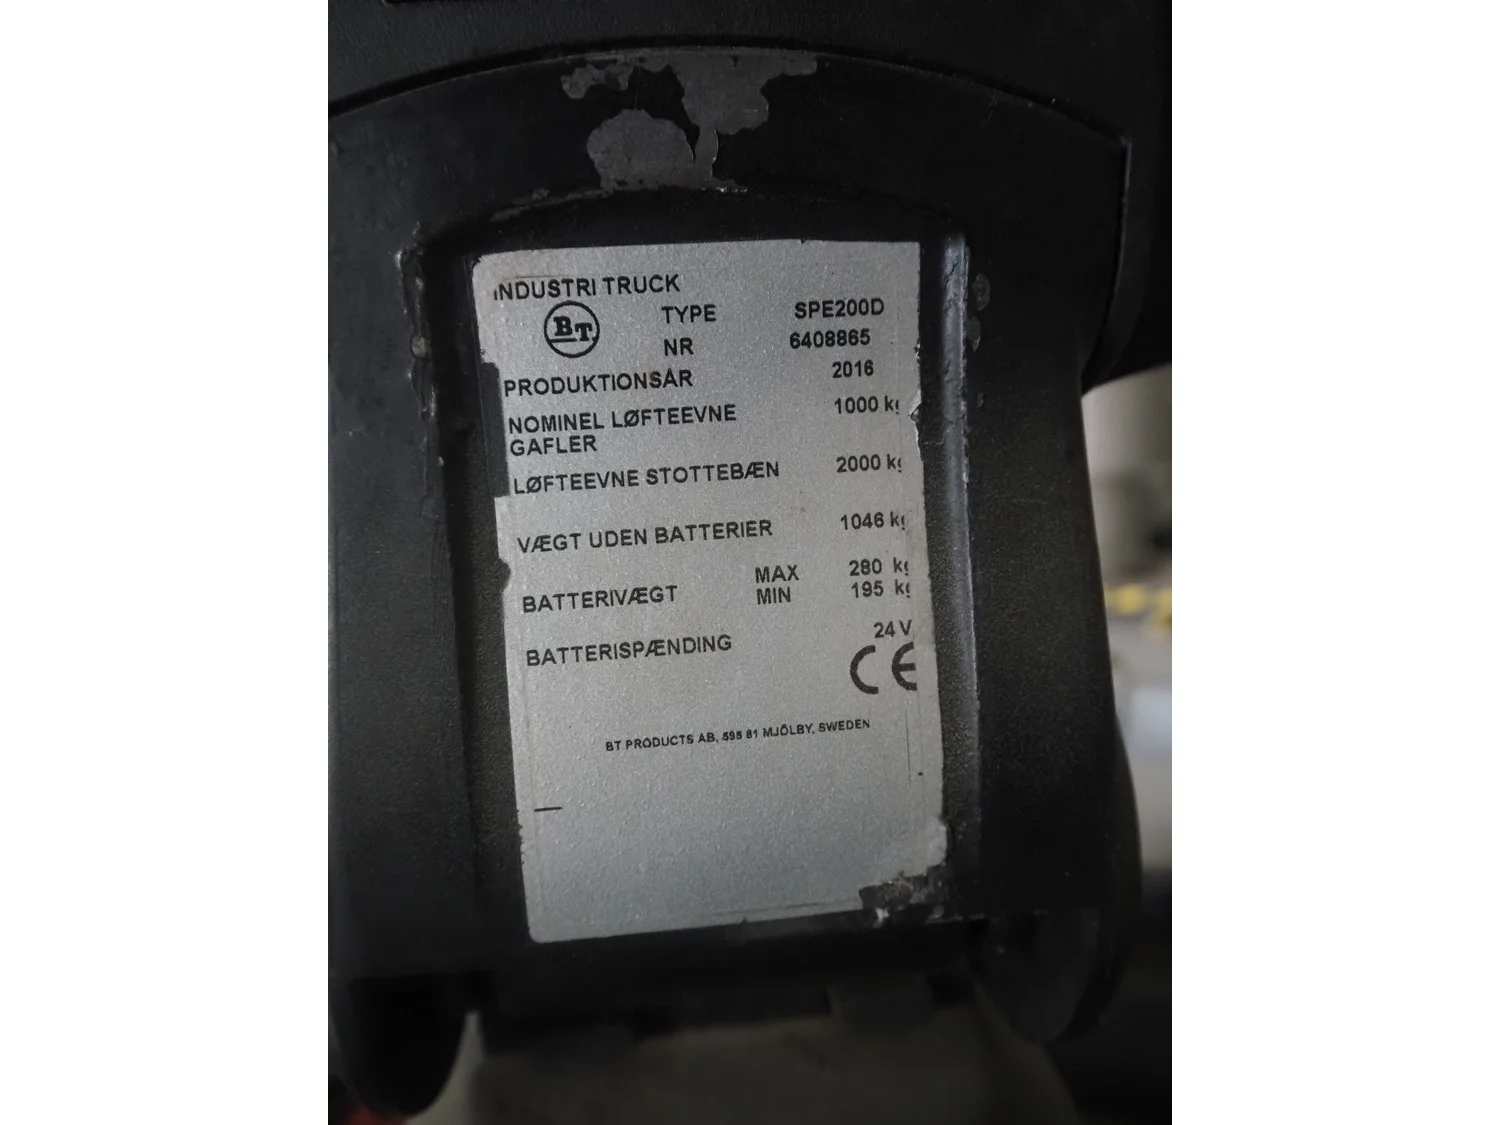 INDUSTRI TRUCK
BT TYPE SPE200D
NR 6408865
PRODUKTIONSÅR 2016
NOMINEL LØFTEEVNE 1000 kg
GAFLER
LØFTEEVNE STOTTEBÆN 2000 kg
VÆGT UDEN BATTERIER 1046 kg
MAX 280 kg
BATTERIVÆGT MIN 195 kg
BATTERISPÆNDING 24 V
CE
BT PRODUCTS AB, 595 81 MJÖLBY, SWEDEN